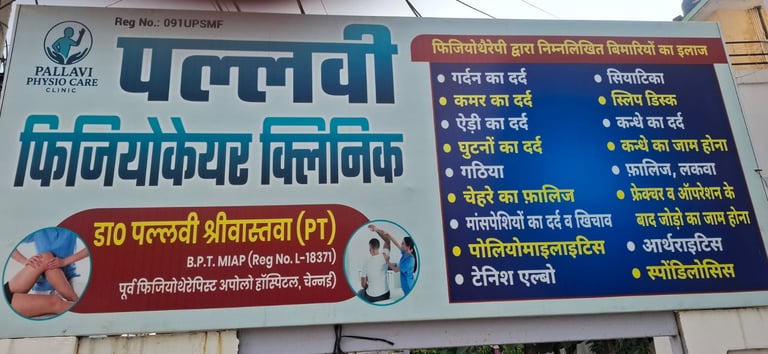 Reg No.: 091UPSMF
PALLAVI
PHYSIO CARE
CLINIC
पल्लवी
फिजियोकेयर क्लिनिक
डा० पल्लवी श्रीवास्तवा (PT)
B.P.T. MIAP (Reg No. L-18371)
पूर्व फिजियोथेरेपिस्ट अपोलो हॉस्पिटल, चेन्नई)
फिजियोथेरेपी द्वारा निम्नलिखित बिमारियों का इलाज
गर्दन का दर्द
कमर का दर्द
ऐड़ी का दर्द
घुटनों का दर्द
गठिया
चेहरे का फ़ालिज
मांसपेशियों का दर्द व खिंचाव
पोलियोमाइलाइटिस
टेनिश एल्बो
सियाटिका
स्लिप डिस्क
कन्धे का दर्द
कन्धे का जाम होना
फ़ालिज, लकवा
फ्रेक्चर व ऑपरेशन के
बाद जोड़ो का जाम होना
आर्थराइटिस
स्पोंडिलोसिस